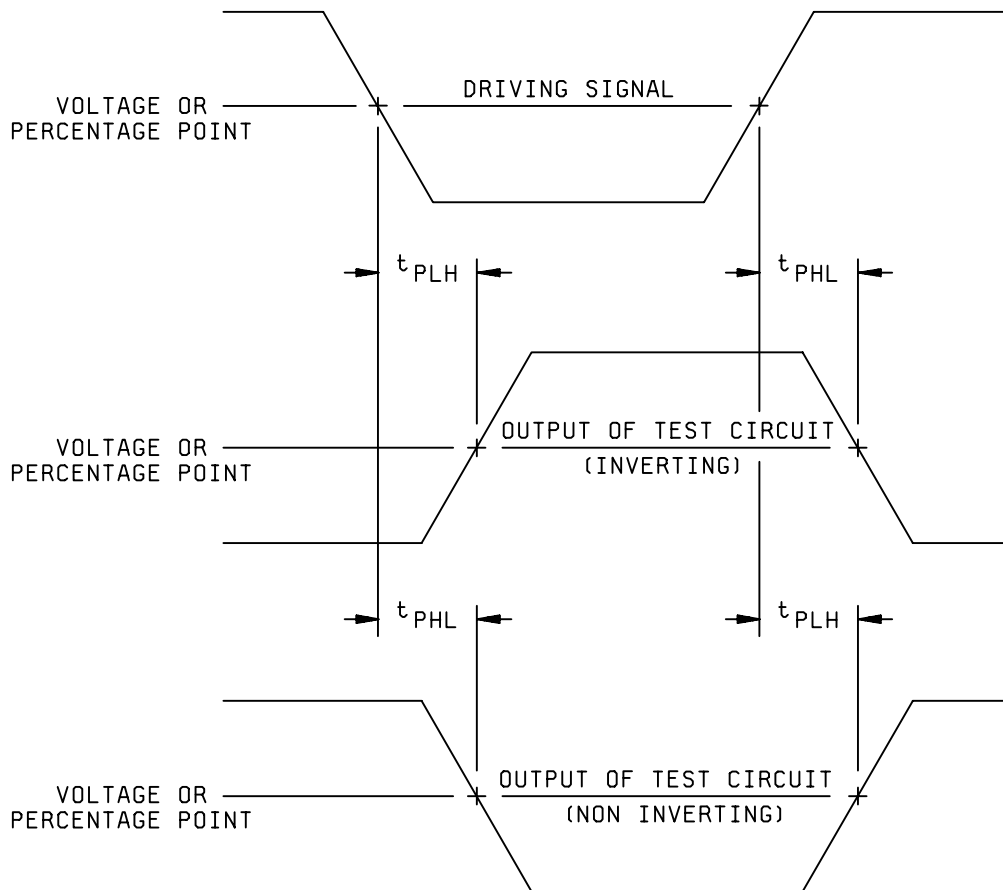 DRIVING SIGNAL
VOLTAGE OR
PERCENTAGE POINT
tPLH
tPHL
OUTPUT OF TEST CIRCUIT
(INVERTING)
VOLTAGE OR
PERCENTAGE POINT
tPHL
tPLH
OUTPUT OF TEST CIRCUIT
(NON INVERTING)
VOLTAGE OR
PERCENTAGE POINT